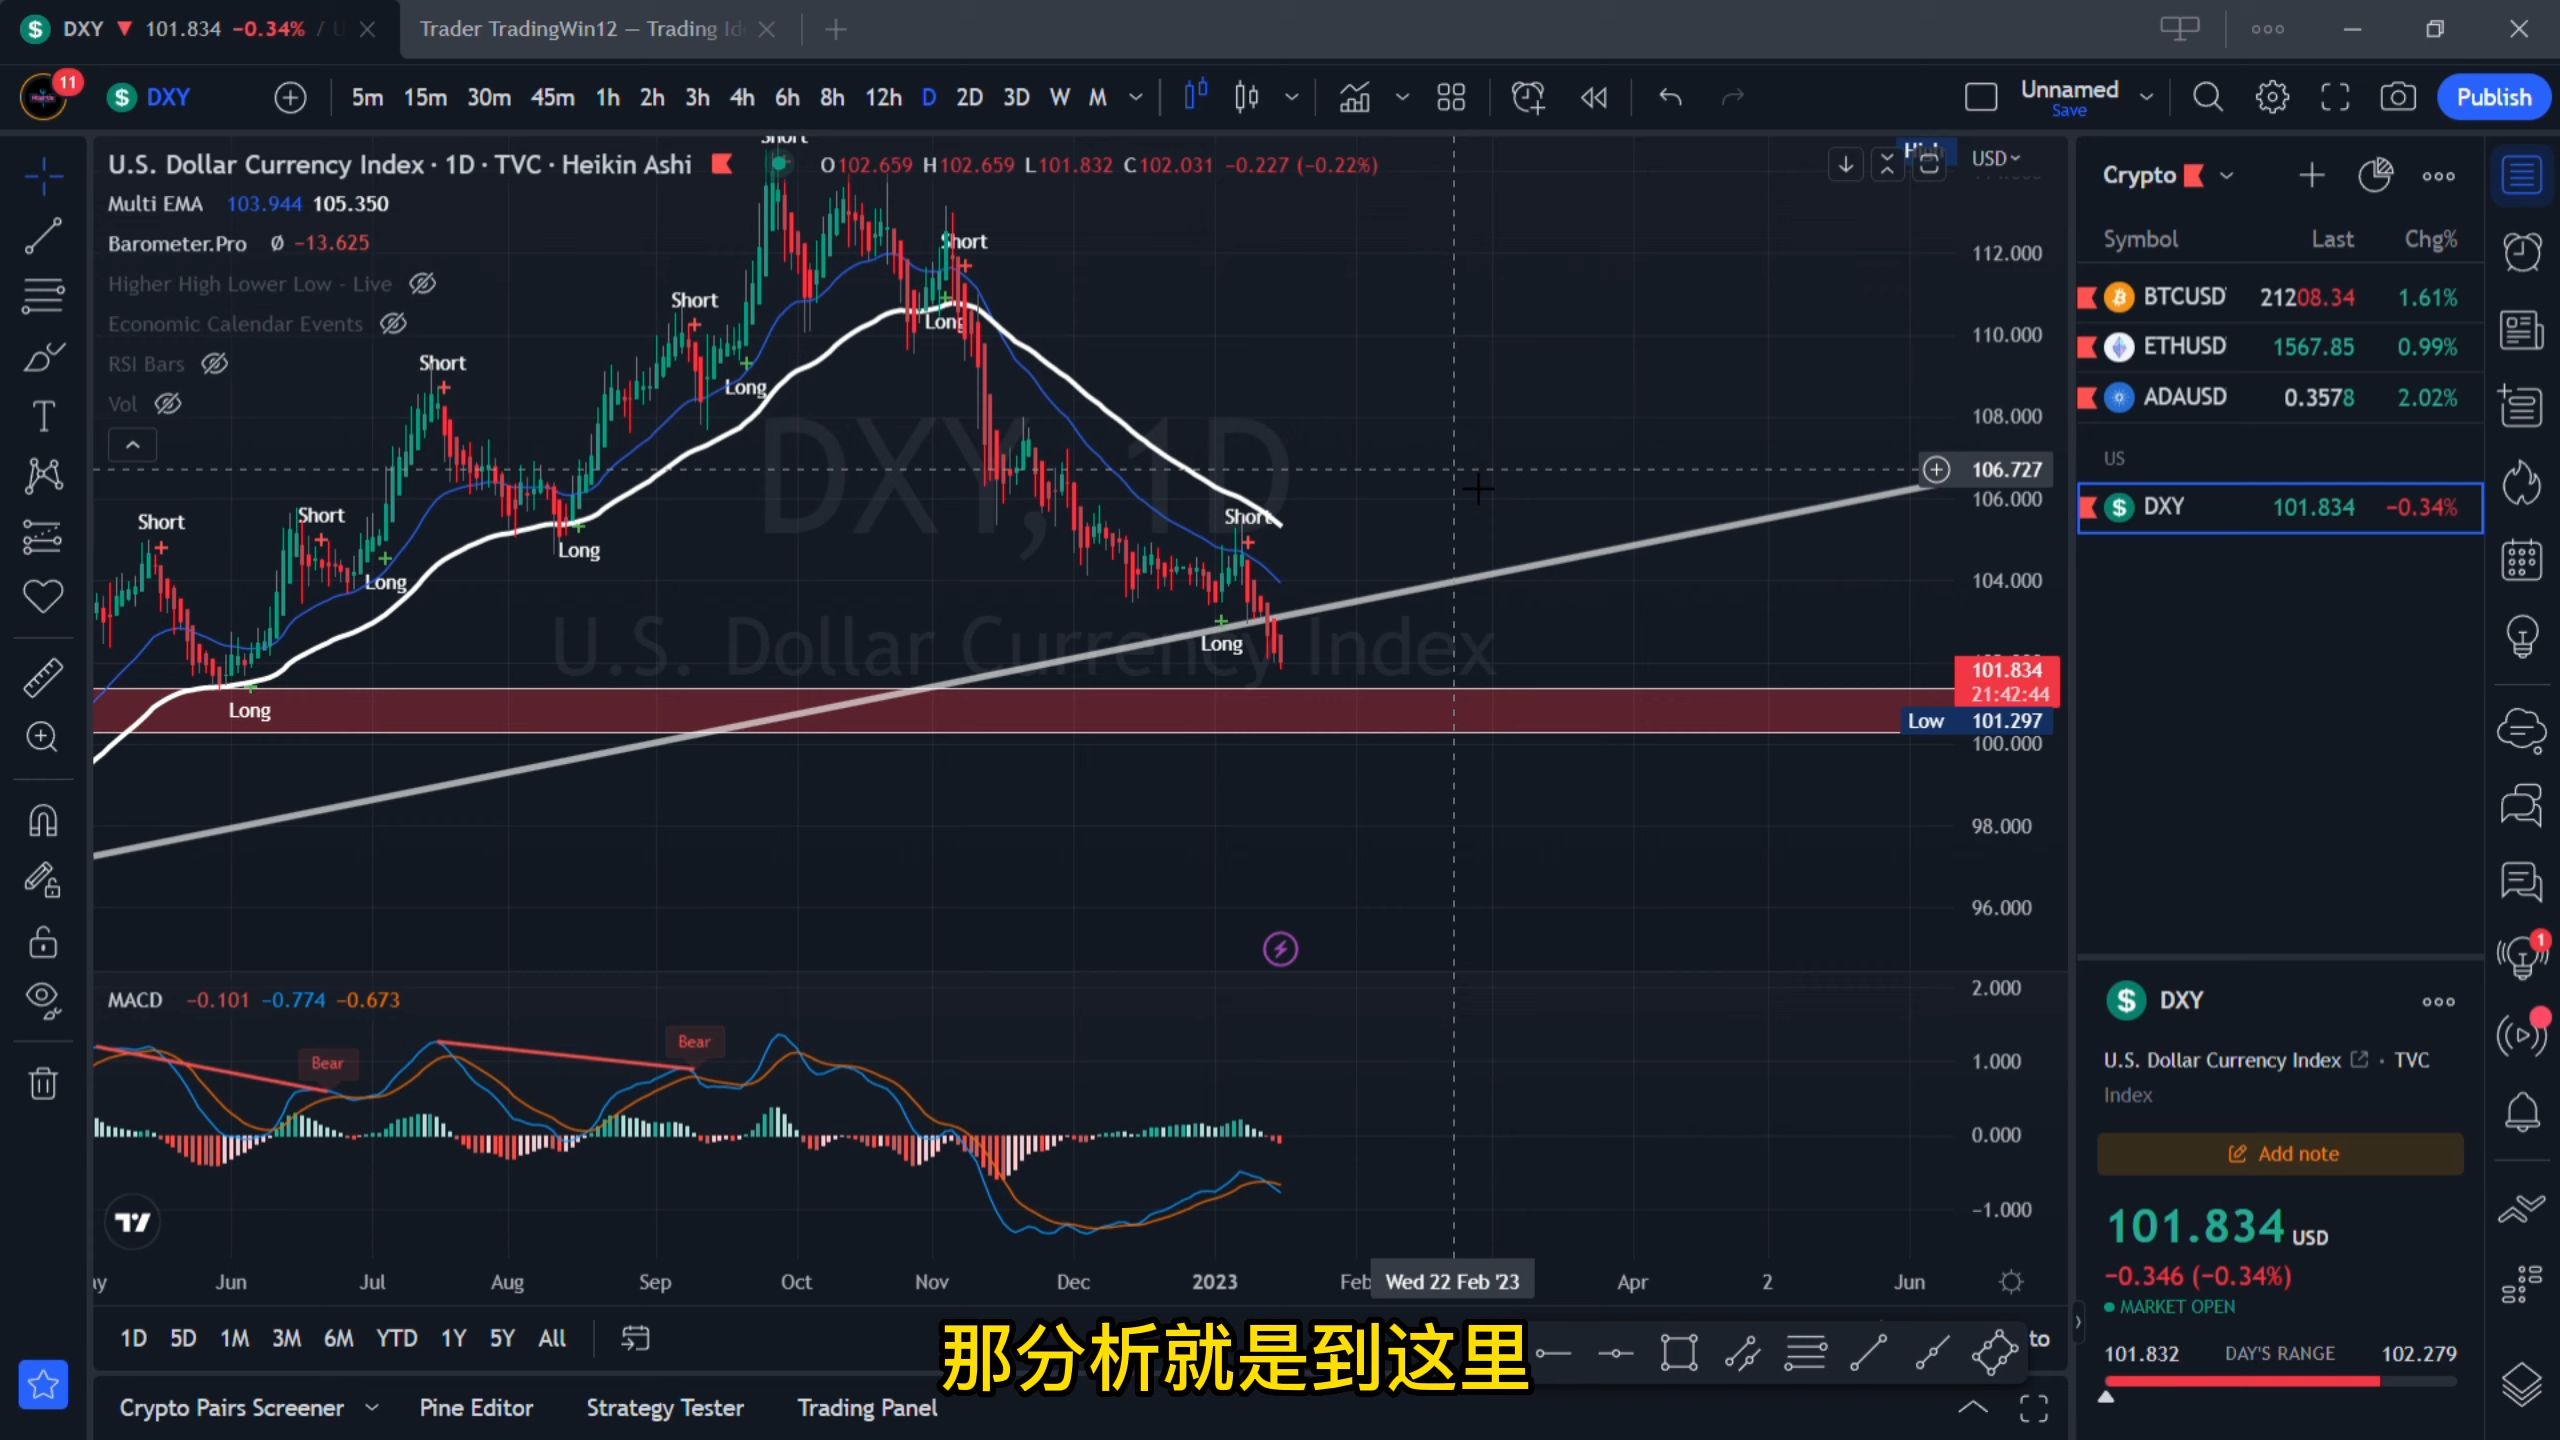 DXY ▼ 101.834 −0.34% / U
Trader TradingWin12 — Trading Id
11
DXY
5m 15m 30m 45m 1h 2h 3h 4h 6h 8h 12h D 2D 3D W M
Unnamed
Save
Publish
U.S. Dollar Currency Index · 1D · TVC · Heikin Ashi
O102.659 H102.659 L101.832 C102.031 −0.227 (−0.22%)
Multi EMA 103.944 105.350
Barometer.Pro Ø −13.625
Higher High Lower Low - Live
Economic Calendar Events
RSI Bars
Vol
DXY, 1D
U.S. Dollar Currency Index
Short
Short
Short
Short
Short
Short
Short
Long
Long
Long
Long
Long
Long
High
USD
112.000
110.000
108.000
106.727
106.000
104.000
101.834
21:42:44
Low 101.297
100.000
98.000
96.000
MACD −0.101 −0.774 −0.673
Bear
Bear
2.000
1.000
0.000
−1.000
ay Jun Jul Aug Sep Oct Nov Dec 2023 Feb Wed 22 Feb '23 Apr 2 Jun
1D 5D 1M 3M 6M YTD 1Y 5Y All
to
那分析就是到这里
Crypto Pairs Screener Pine Editor Strategy Tester Trading Panel
Crypto
Symbol Last Chg%
BTCUSD 21208.34 1.61%
ETHUSD 1567.85 0.99%
ADAUSD 0.3578 2.02%
US
DXY 101.834 −0.34%
DXY
U.S. Dollar Currency Index · TVC
Index
Add note
101.834 USD
−0.346 (−0.34%)
MARKET OPEN
101.832 DAY'S RANGE 102.279
1